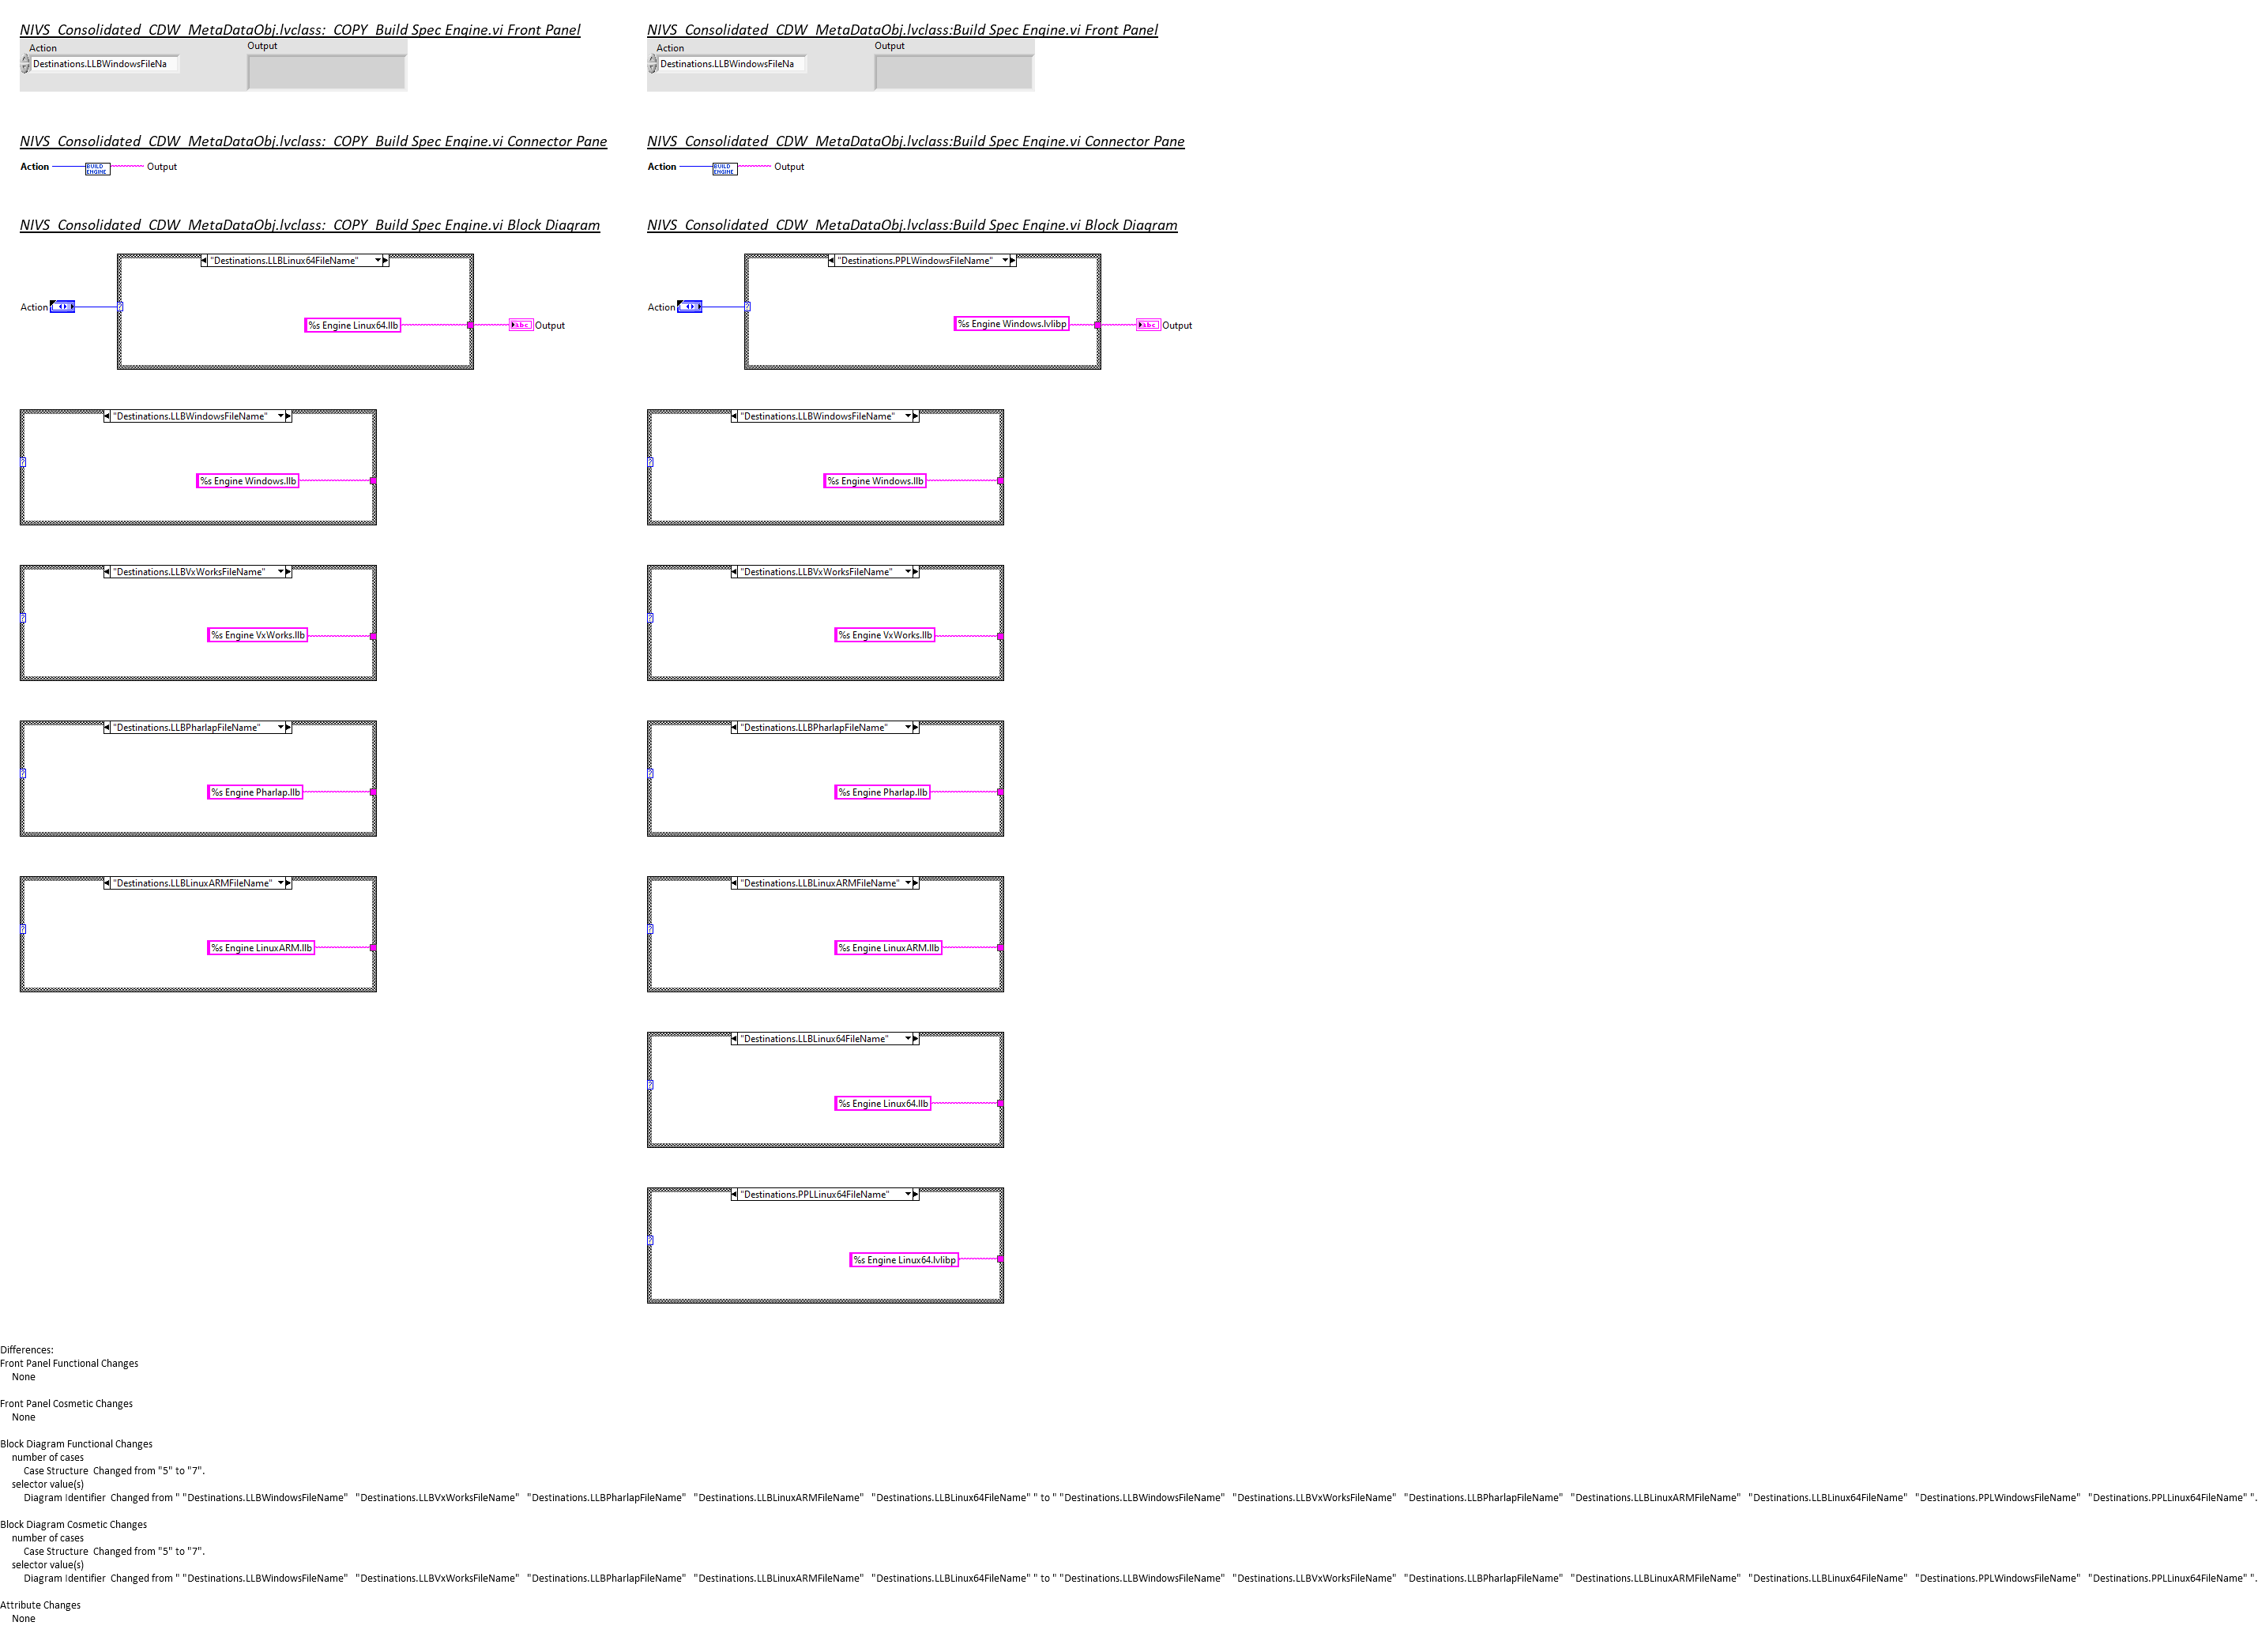 NIVS_Consolidated_CDW_MetaDataObj.lvclass:_COPY_Build Spec Engine.vi Front Panel
Action
Output
Destinations.LLBWindowsFileNa
NIVS_Consolidated_CDW_MetaDataObj.lvclass:_COPY_Build Spec Engine.vi Connector Pane
Action
BUILD
ENGINE
Output
NIVS_Consolidated_CDW_MetaDataObj.lvclass:_COPY_Build Spec Engine.vi Block Diagram
"Destinations.LLBLinux64FileName"
Action
?
%s Engine Linux64.llb
abc
Output
"Destinations.LLBWindowsFileName"
?
%s Engine Windows.llb
"Destinations.LLBVxWorksFileName"
?
%s Engine VxWorks.llb
"Destinations.LLBPharlapFileName"
?
%s Engine Pharlap.llb
"Destinations.LLBLinuxARMFileName"
?
%s Engine LinuxARM.llb
NIVS_Consolidated_CDW_MetaDataObj.lvclass:Build Spec Engine.vi Front Panel
Action
Output
Destinations.LLBWindowsFileNa
NIVS_Consolidated_CDW_MetaDataObj.lvclass:Build Spec Engine.vi Connector Pane
Action
BUILD
ENGINE
Output
NIVS_Consolidated_CDW_MetaDataObj.lvclass:Build Spec Engine.vi Block Diagram
"Destinations.PPLWindowsFileName"
Action
?
%s Engine Windows.lvlibp
abc
Output
"Destinations.LLBWindowsFileName"
?
%s Engine Windows.llb
"Destinations.LLBVxWorksFileName"
?
%s Engine VxWorks.llb
"Destinations.LLBPharlapFileName"
?
%s Engine Pharlap.llb
"Destinations.LLBLinuxARMFileName"
?
%s Engine LinuxARM.llb
"Destinations.LLBLinux64FileName"
?
%s Engine Linux64.llb
"Destinations.PPLLinux64FileName"
?
%s Engine Linux64.lvlibp
Differences:
Front Panel Functional Changes
None
Front Panel Cosmetic Changes
None
Block Diagram Functional Changes
number of cases
Case Structure  Changed from "5" to "7".
selector value(s)
Diagram Identifier  Changed from " "Destinations.LLBWindowsFileName"   "Destinations.LLBVxWorksFileName"   "Destinations.LLBPharlapFileName"   "Destinations.LLBLinuxARMFileName"   "Destinations.LLBLinux64FileName" " to " "Destinations.LLBWindowsFileName"   "Destinations.LLBVxWorksFileName"   "Destinations.LLBPharlapFileName"   "Destinations.LLBLinuxARMFileName"   "Destinations.LLBLinux64FileName"   "Destinations.PPLWindowsFileName"   "Destinations.PPLLinux64FileName" ".
Block Diagram Cosmetic Changes
number of cases
Case Structure  Changed from "5" to "7".
selector value(s)
Diagram Identifier  Changed from " "Destinations.LLBWindowsFileName"   "Destinations.LLBVxWorksFileName"   "Destinations.LLBPharlapFileName"   "Destinations.LLBLinuxARMFileName"   "Destinations.LLBLinux64FileName" " to " "Destinations.LLBWindowsFileName"   "Destinations.LLBVxWorksFileName"   "Destinations.LLBPharlapFileName"   "Destinations.LLBLinuxARMFileName"   "Destinations.LLBLinux64FileName"   "Destinations.PPLWindowsFileName"   "Destinations.PPLLinux64FileName" ".
Attribute Changes
None